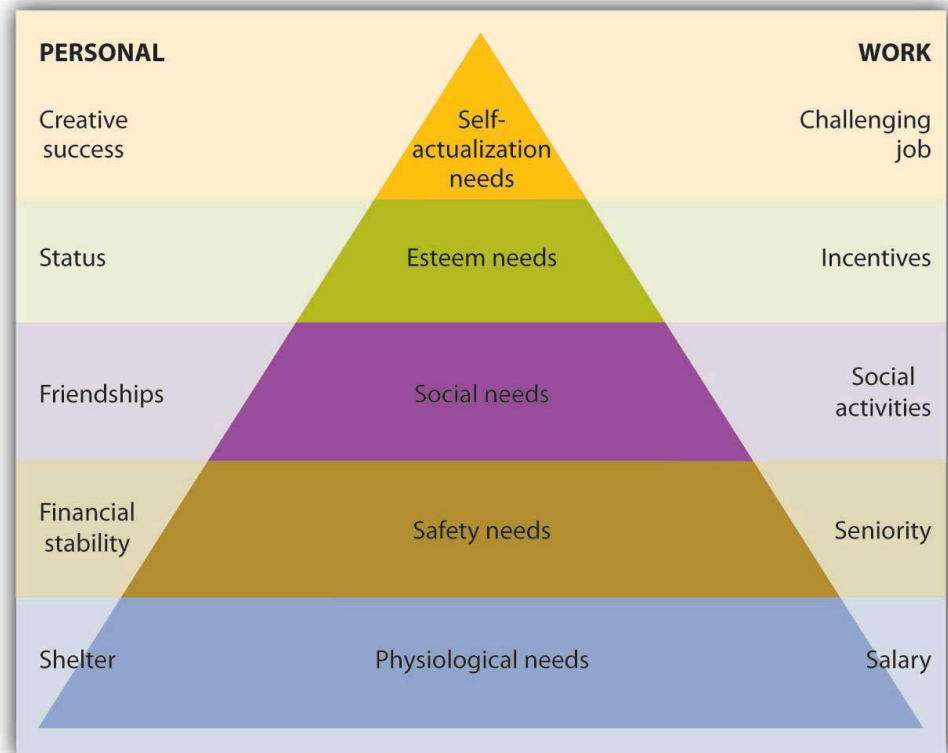 PERSONAL
WORK
Creative
success
Self-
actualization
needs
Challenging
job
Status
Esteem needs
Incentives
Friendships
Social needs
Social
activities
Financial
stability
Safety needs
Seniority
Shelter
Physiological needs
Salary